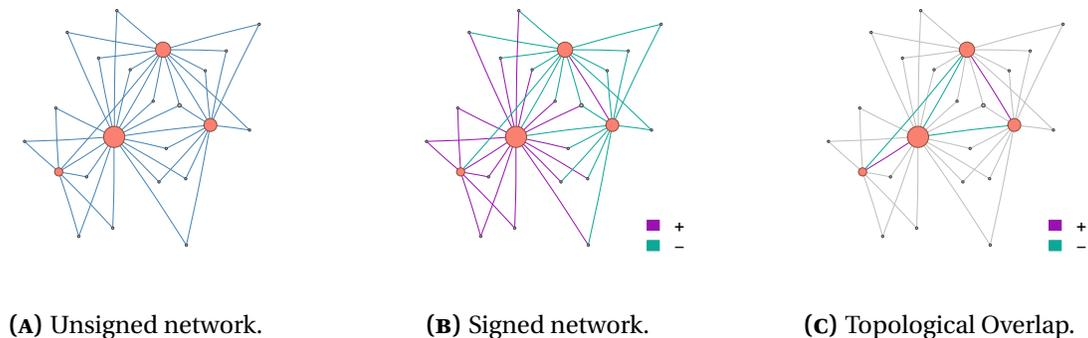 +
−
+
−
(A) Unsigned network.
(B) Signed network.
(C) Topological Overlap.